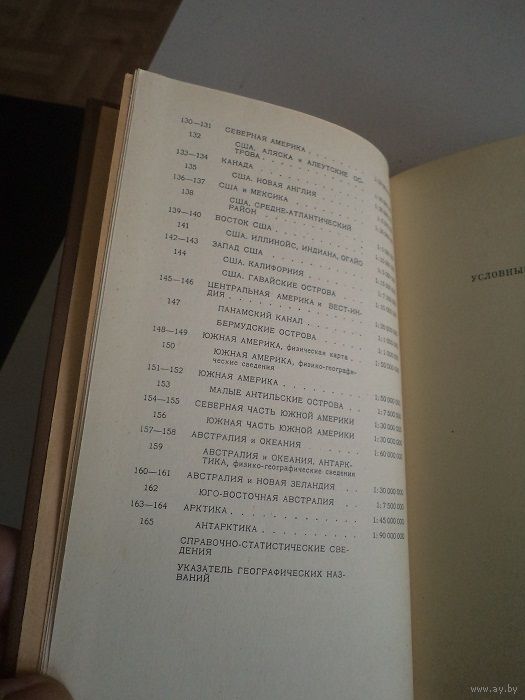 130—131 СЕВЕРНАЯ АМЕРИКА . . . . .
132 США, АЛЯСКА и АЛЕУТСКИЕ ОС-
ТРОВА . . . . . . . . .
133—134 КАНАДА . . . . . . . .
135 США, НОВАЯ АНГЛИЯ . . . .
136—137 США и МЕКСИКА . . . . . .
138 США, СРЕДНЕ-АТЛАНТИЧЕСКИЙ
РАЙОН . . . . . . . .
139—140 ВОСТОК США . . . . . . .
141 США, ИЛЛИНОЙС, ИНДИАНА, ОГАЙО
142—143 ЗАПАД США . . . . . . .
144 США, КАЛИФОРНИЯ . . . .
США, ГАВАЙСКИЕ ОСТРОВА . .
145—146 ЦЕНТРАЛЬНАЯ АМЕРИКА и ВЕСТ-ИН-
ДИЯ . . . . . . . . .
147 ПАНАМСКИЙ КАНАЛ . . . .
БЕРМУДСКИЕ ОСТРОВА . . .
148—149 ЮЖНАЯ АМЕРИКА, физическая карта .
150 ЮЖНАЯ АМЕРИКА, физико-геогра-
фические сведения
151—152 ЮЖНАЯ АМЕРИКА . . . . . 1:50 000 000
153 МАЛЫЕ АНТИЛЬСКИЕ ОСТРОВА . . 1:7 500 000
154—155 СЕВЕРНАЯ ЧАСТЬ ЮЖНОЙ АМЕРИКИ 1:30 000 000
156 ЮЖНАЯ ЧАСТЬ ЮЖНОЙ АМЕРИКИ 1:30 000 000
157—158 АВСТРАЛИЯ и ОКЕАНИЯ . . . . 1:60 000 000
159 АВСТРАЛИЯ и ОКЕАНИЯ, АНТАРК-
ТИКА, физико-географические сведения
160—161 АВСТРАЛИЯ и НОВАЯ ЗЕЛАНДИЯ . . 1:30 000 000
162 ЮГО-ВОСТОЧНАЯ АВСТРАЛИЯ . . 1:7 500 000
163—164 АРКТИКА . . . . . . . . 1:45 000 000
165 АНТАРКТИКА . . . . . . . 1:90 000 000
СПРАВОЧНО-СТАТИСТИЧЕСКИЕ СВЕ-
ДЕНИЯ
УКАЗАТЕЛЬ ГЕОГРАФИЧЕСКИХ НАЗ-
ВАНИЙ
УСЛОВНЫ
www.ay.by